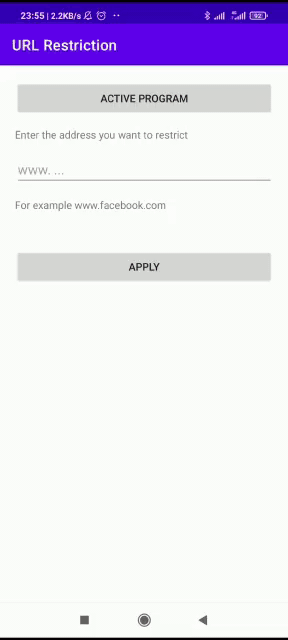 23:55 | 2.2KB/s
92
URL Restriction
ACTIVE PROGRAM
Enter the address you want to restrict
www. ...
For example www.facebook.com
APPLY